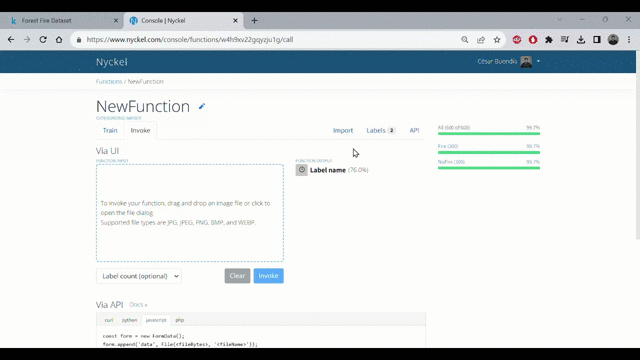 Forest Fire Dataset
Console | Nyckel
https://www.nyckel.com/console/functions/w4h9xv22gqyzju1g/call
Nyckel
César Buendía
Functions / NewFunction
NewFunction
CATEGORIZING IMAGES
Train
Invoke
Import
Labels 2
API
All (600 of 600) 99.7%
Fire (300) 99.7%
NoFire (300) 99.7%
Via UI
FUNCTION INPUT
FUNCTION OUTPUT
Label name (76.0%)
To invoke your function, drag and drop an image file or click to
open the file dialog
Supported file types are JPG, JPEG, PNG, BMP, and WEBP.
Label count (optional)
Clear
Invoke
Via API Docs »
curl python javascript php
const form = new FormData();
form.append('data', File(<fileBytes>, '<fileName>'));